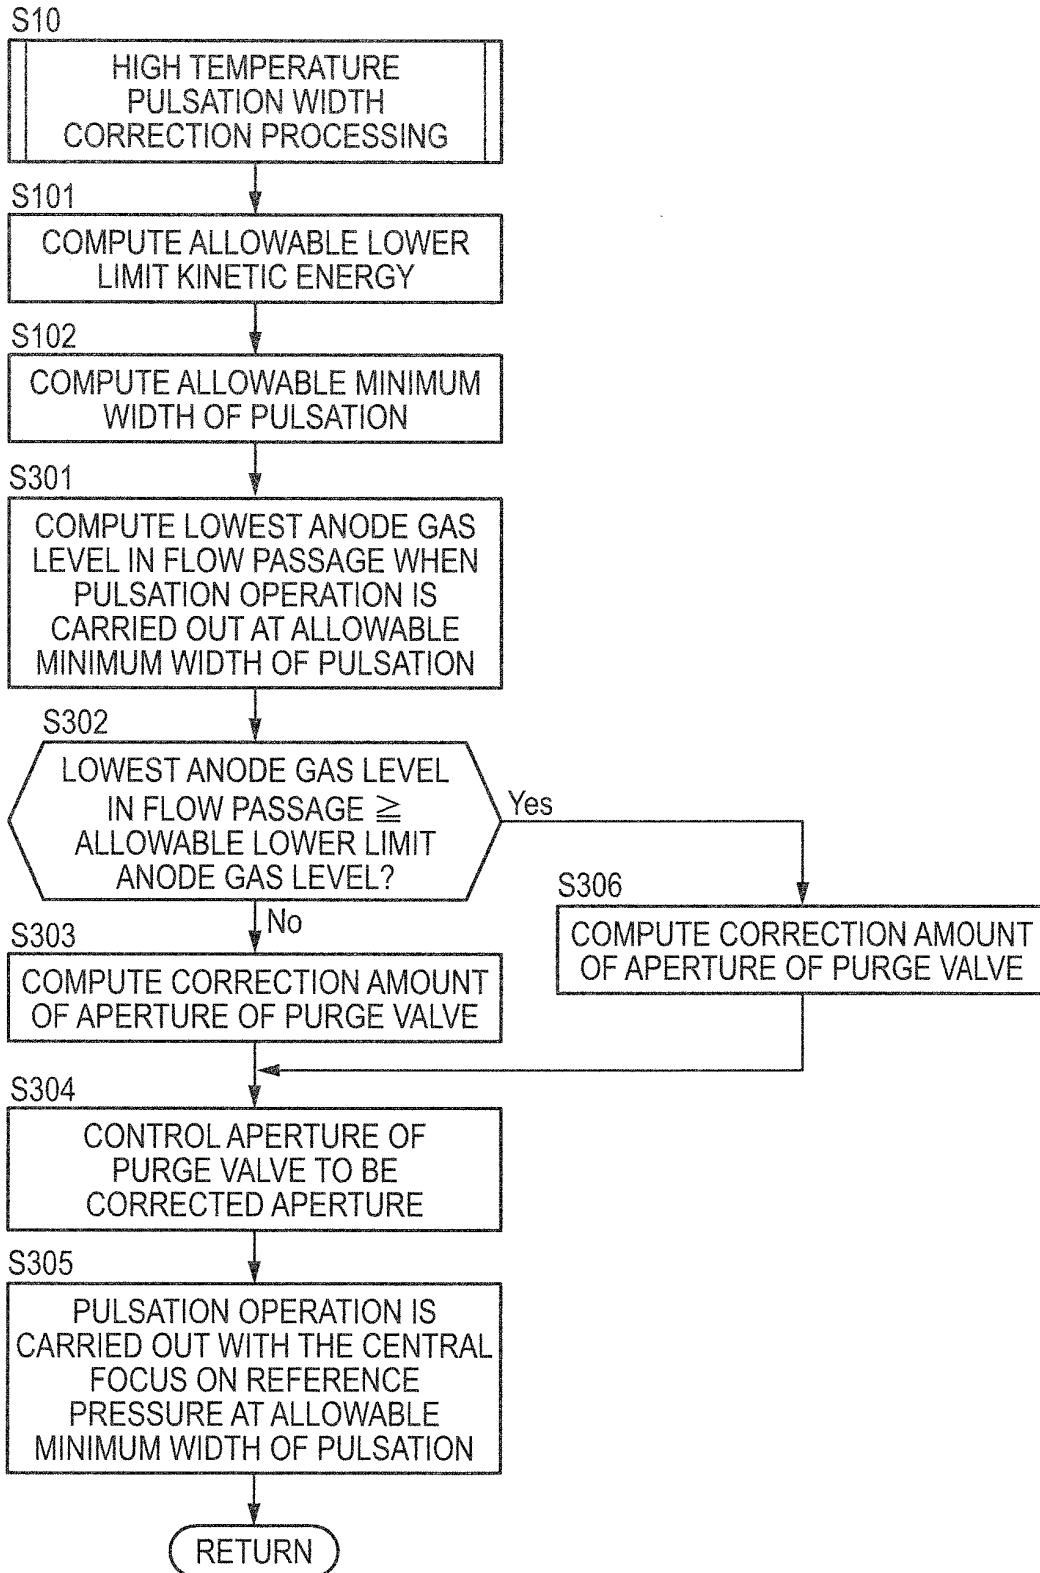 S10
HIGH TEMPERATURE
PULSATION WIDTH
CORRECTION PROCESSING
S101
COMPUTE ALLOWABLE LOWER
LIMIT KINETIC ENERGY
S102
COMPUTE ALLOWABLE MINIMUM
WIDTH OF PULSATION
S301
COMPUTE LOWEST ANODE GAS
LEVEL IN FLOW PASSAGE WHEN
PULSATION OPERATION IS
CARRIED OUT AT ALLOWABLE
MINIMUM WIDTH OF PULSATION
S302
LOWEST ANODE GAS LEVEL
IN FLOW PASSAGE ≧
ALLOWABLE LOWER LIMIT
ANODE GAS LEVEL?
Yes
S306
COMPUTE CORRECTION AMOUNT
OF APERTURE OF PURGE VALVE
No
S303
COMPUTE CORRECTION AMOUNT
OF APERTURE OF PURGE VALVE
S304
CONTROL APERTURE OF
PURGE VALVE TO BE
CORRECTED APERTURE
S305
PULSATION OPERATION IS
CARRIED OUT WITH THE CENTRAL
FOCUS ON REFERENCE
PRESSURE AT ALLOWABLE
MINIMUM WIDTH OF PULSATION
RETURN